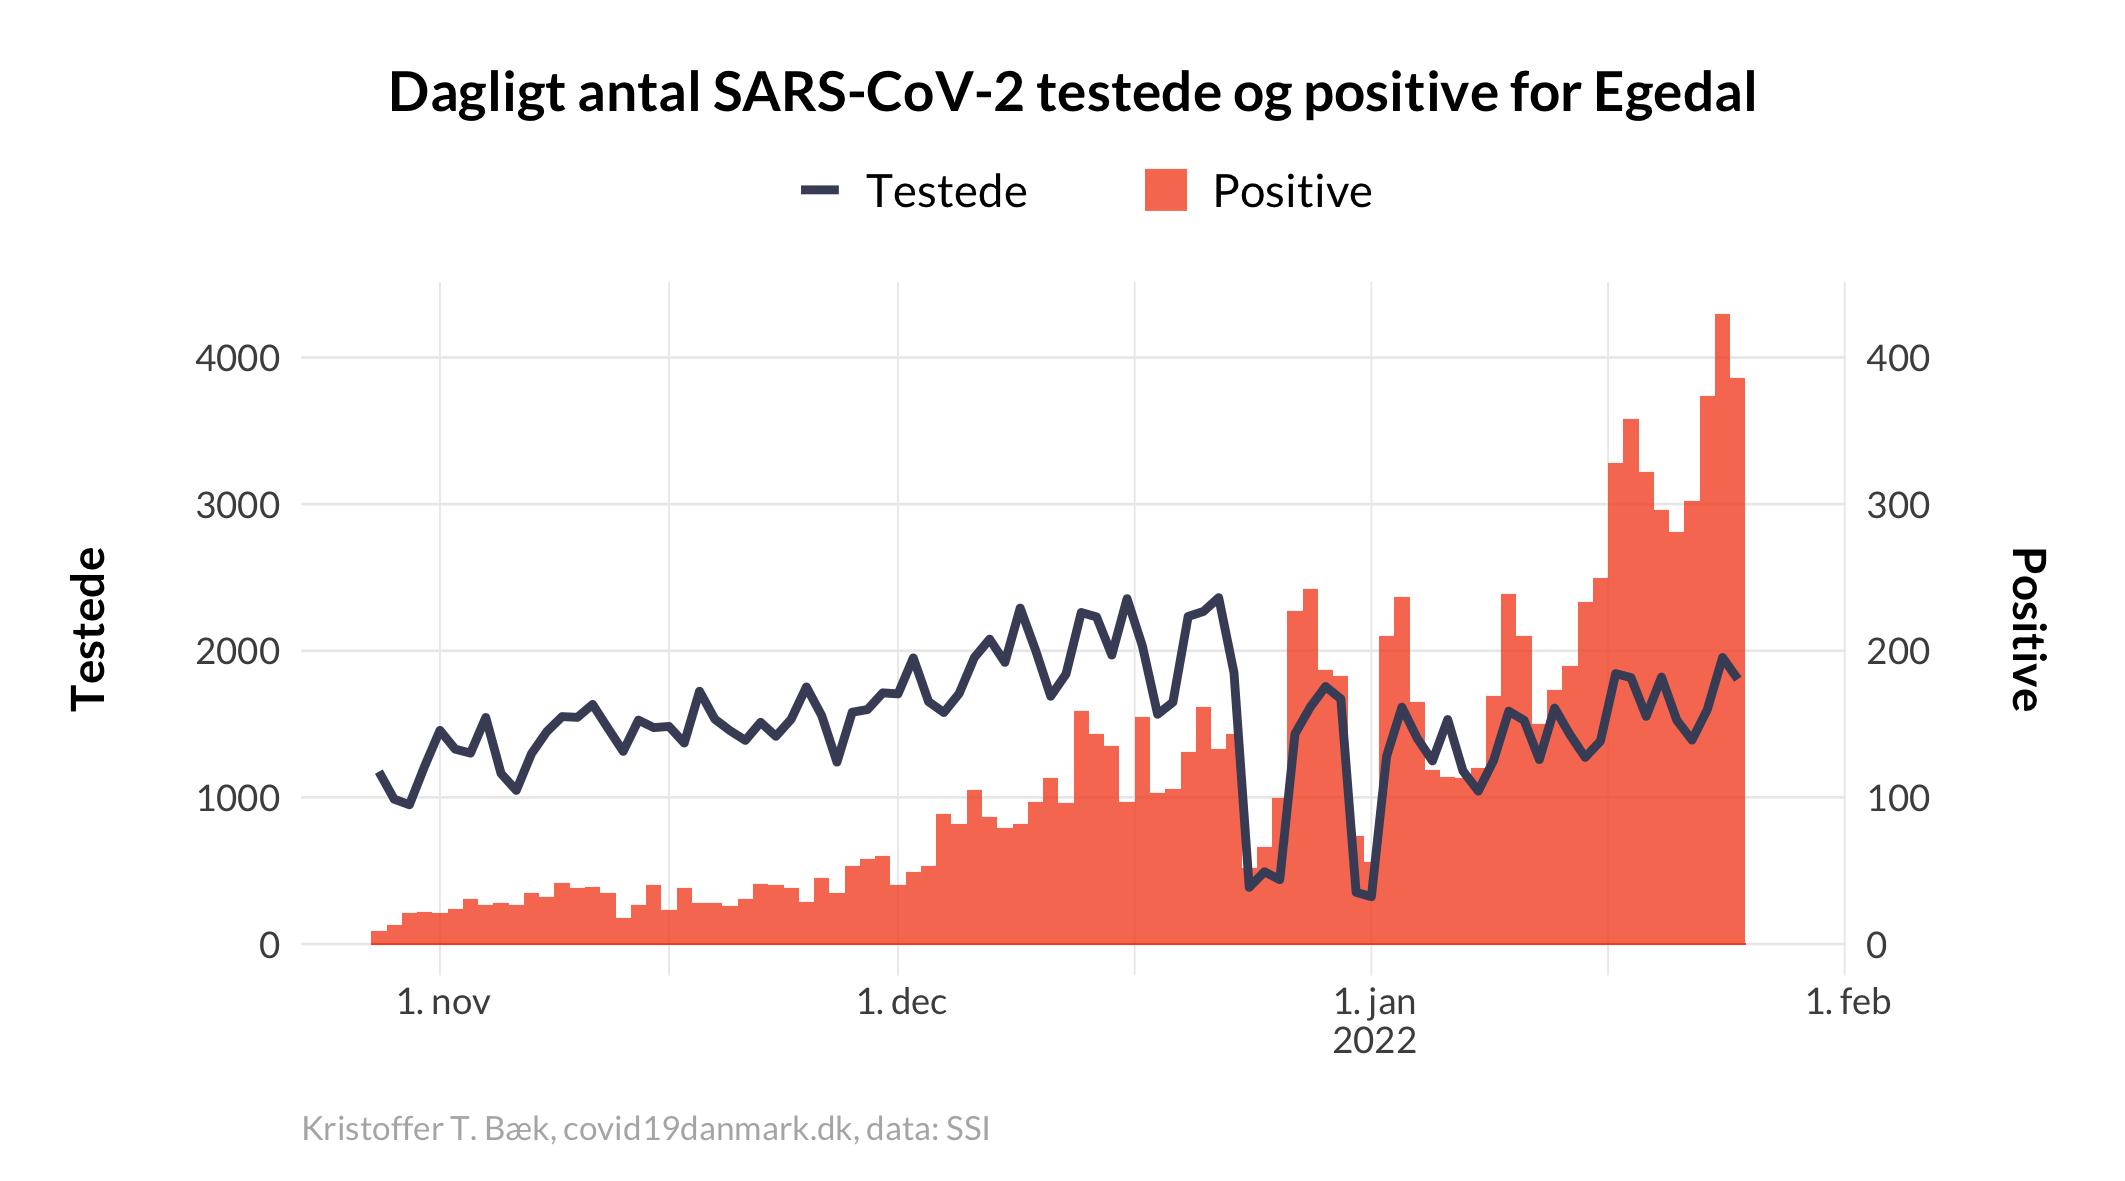 Dagligt antal SARS-CoV-2 testede og positive for Egedal
Testede
Positive
4000
3000
2000
1000
0
Testede
400
300
200
100
0
Positive
1. nov
1. dec
1. jan
2022
1. feb
Kristoffer T. Bæk, covid19danmark.dk, data: SSI